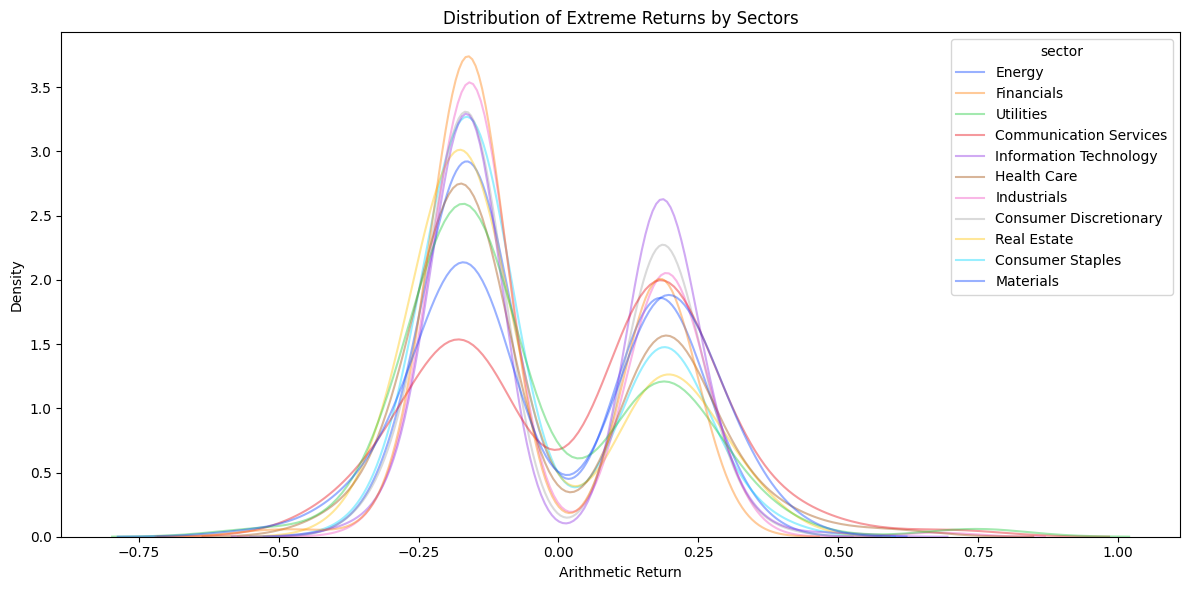 Distribution of Extreme Returns by Sectors
sector
Energy
Financials
Utilities
Communication Services
Information Technology
Health Care
Industrials
Consumer Discretionary
Real Estate
Consumer Staples
Materials
Density
3.5
3.0
2.5
2.0
1.5
1.0
0.5
0.0
−0.75
−0.50
−0.25
0.00
0.25
0.50
0.75
1.00
Arithmetic Return